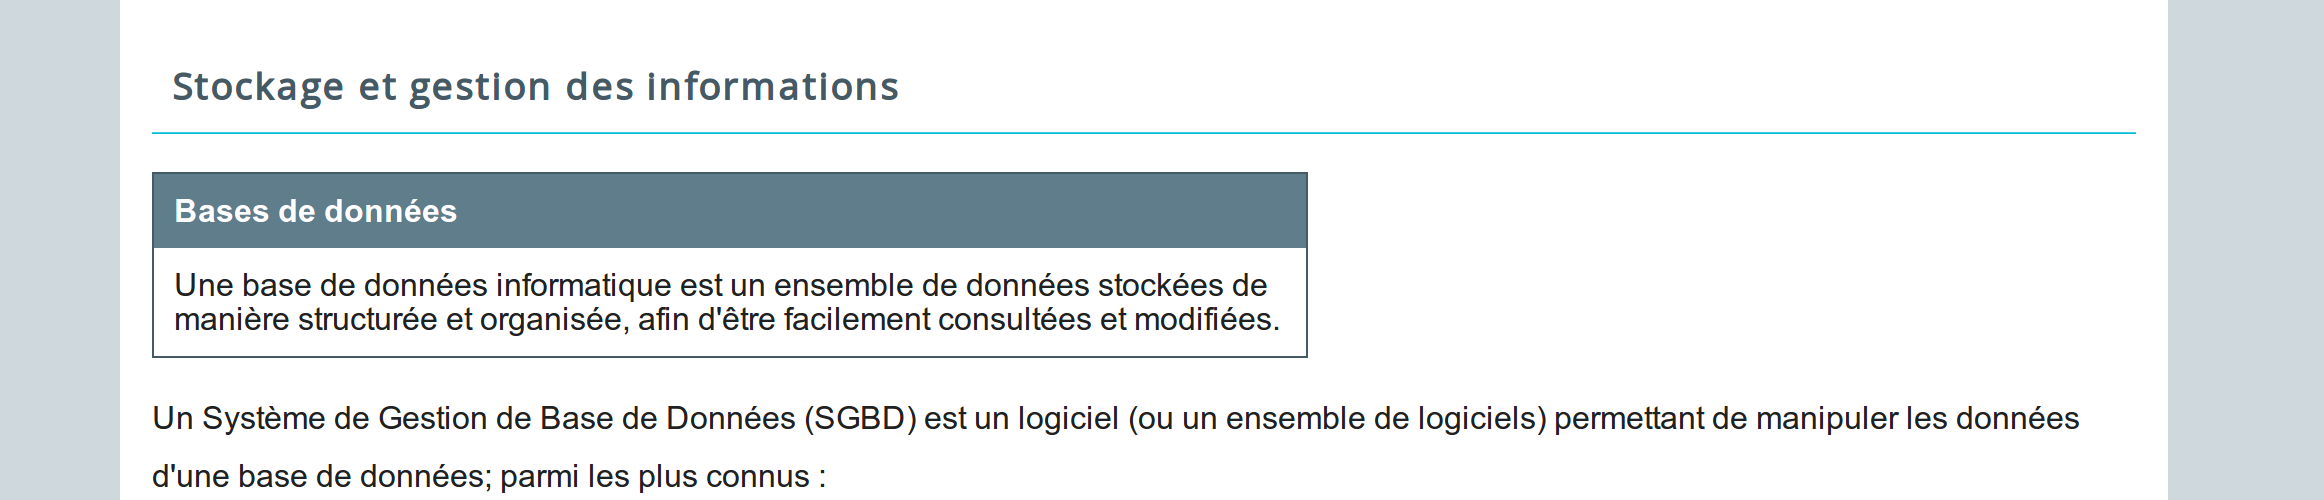 Stockage et gestion des informations
Bases de données
Une base de données informatique est un ensemble de données stockées de
manière structurée et organisée, afin d'être facilement consultées et modifiées.
Un Système de Gestion de Base de Données (SGBD) est un logiciel (ou un ensemble de logiciels) permettant de manipuler les données
d'une base de données; parmi les plus connus :